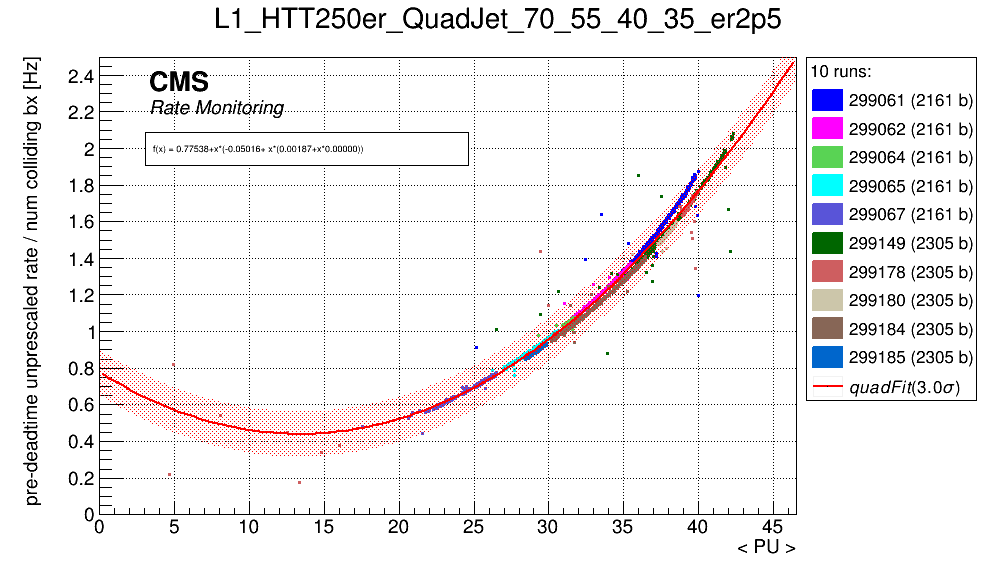 L1_HTT250er_QuadJet_70_55_40_35_er2p5
pre-deadtime unprescaled rate / num colliding bx [Hz]
CMS
Rate Monitoring
f(x) = 0.77538+x*(-0.05016+ x*(0.00187+x*0.00000))
2.4
2.2
2
1.8
1.6
1.4
1.2
1
0.8
0.6
0.4
0.2
0
0 5 10 15 20 25 30 35 40 45
< PU >
10 runs:
299061 (2161 b)
299062 (2161 b)
299064 (2161 b)
299065 (2161 b)
299067 (2161 b)
299149 (2305 b)
299178 (2305 b)
299180 (2305 b)
299184 (2305 b)
299185 (2305 b)
quadFit(3.0σ)